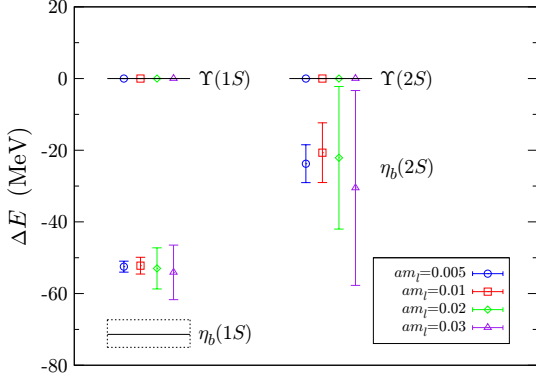 20
0
-20
-40
-60
-80
ΔE (MeV)
Υ(1S)
Υ(2S)
η_b(2S)
η_b(1S)
am_l=0.005
am_l=0.01
am_l=0.02
am_l=0.03